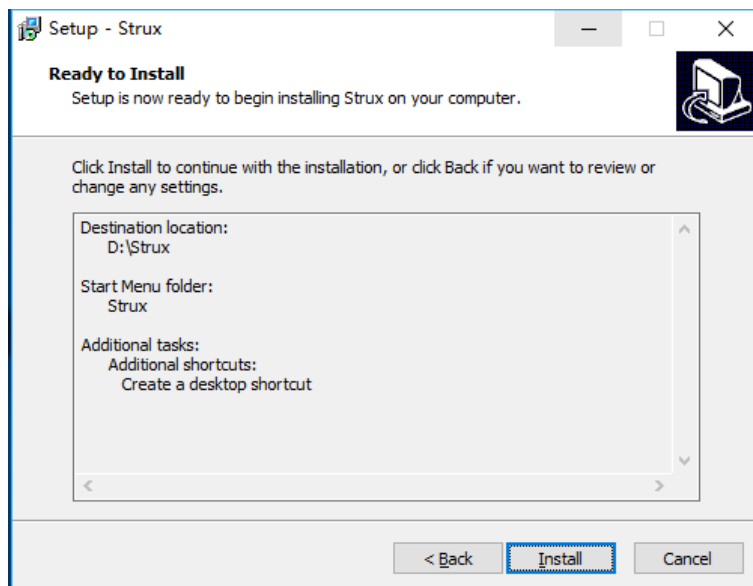 Setup - Strux
Ready to Install
Setup is now ready to begin installing Strux on your computer.
Click Install to continue with the installation, or click Back if you want to review or
change any settings.
Destination location:
D:\Strux
Start Menu folder:
Strux
Additional tasks:
Additional shortcuts:
Create a desktop shortcut
< Back
Install
Cancel